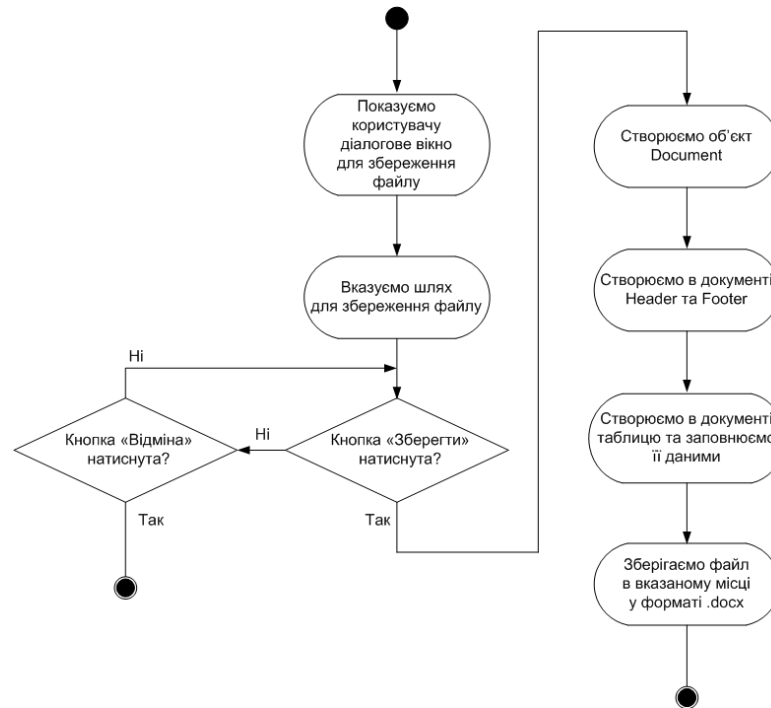 Показуємо
користувачу
діалогове вікно
для збереження
файлу
Вказуємо шлях
для збереження файлу
Ні
Кнопка «Відміна»
натиснута?
Ні
Кнопка «Зберегти»
натиснута?
Так
Так
Створюємо об’єкт
Document
Створюємо в документі
Header та Footer
Створюємо в документі
таблицю та заповнюємо
її даними
Зберігаємо файл
в вказаному місці
у форматі .docx